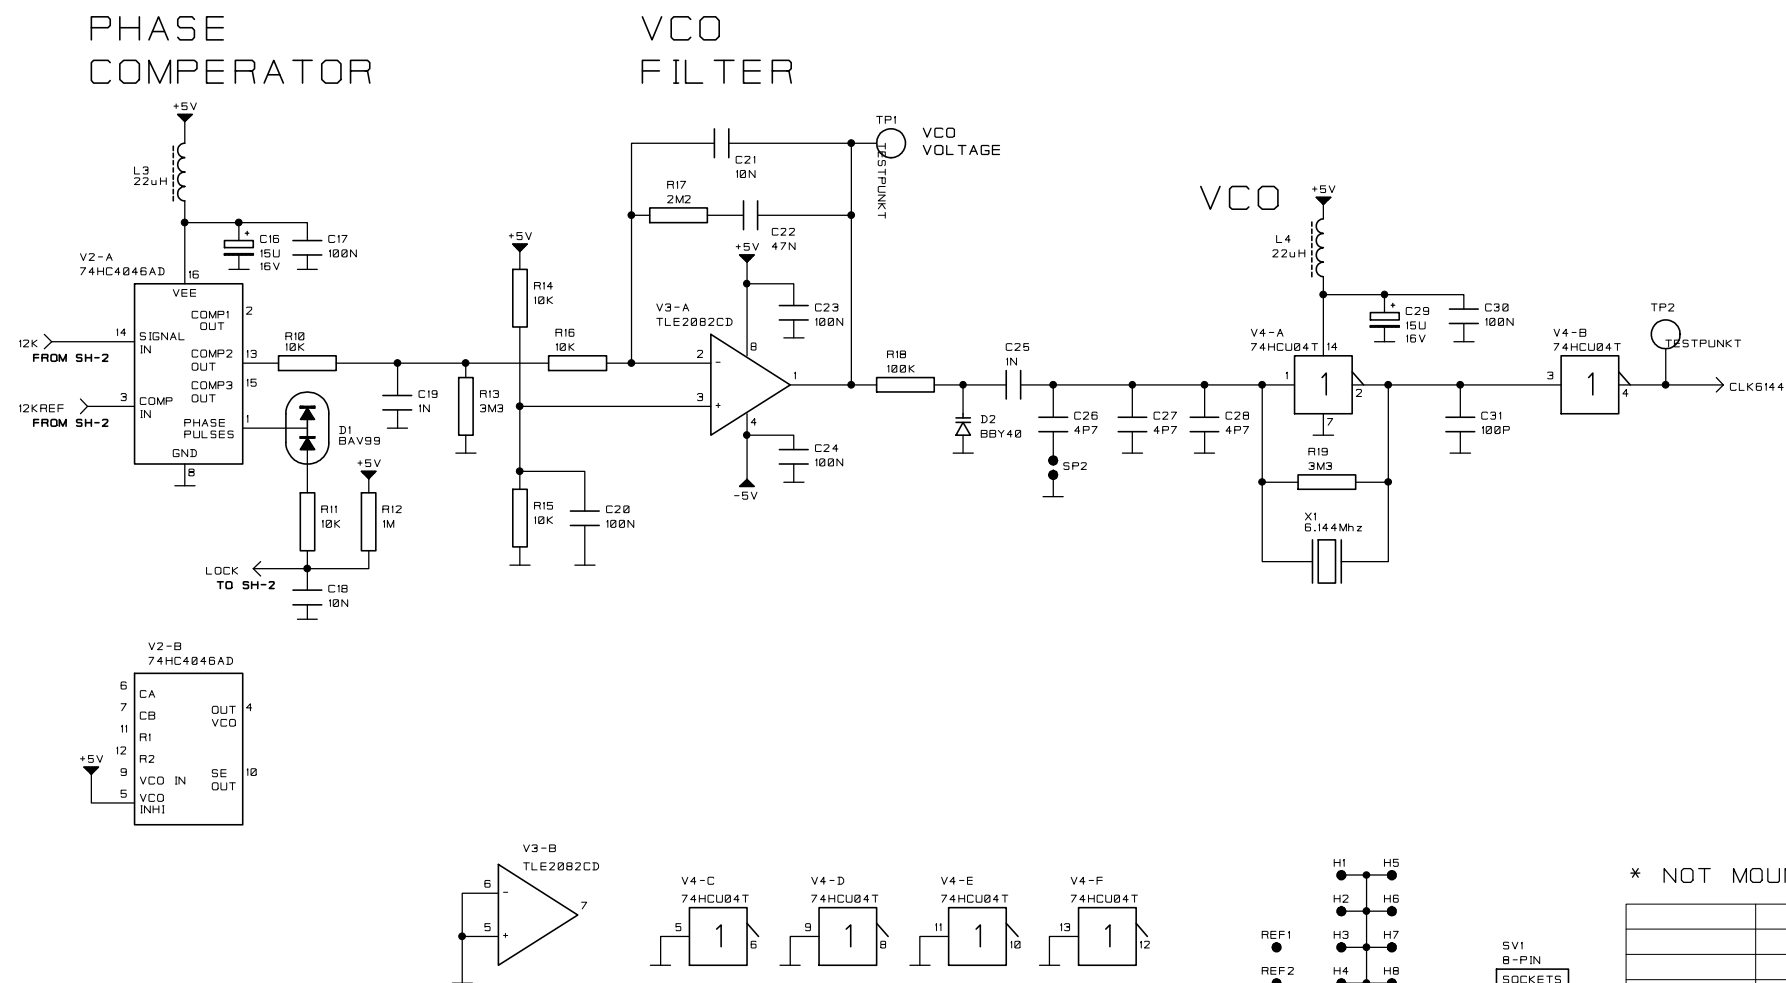 PHASE
COMPERATOR
VCO
FILTER
+5V
L3
22uH
C16
15U
16V
C17
100N
V2-A
74HC4046AD
16
VEE
14
SIGNAL
IN
12K
FROM SH-2
3
COMP
IN
12KREF
FROM SH-2
COMP1
OUT
2
COMP2
OUT
13
COMP3
OUT
15
PHASE
PULSES
1
GND
8
R10
10K
D1
BAV99
R11
10K
+5V
R12
1M
LOCK
TO SH-2
C18
10N
C19
1N
R13
3M3
+5V
R14
10K
R15
10K
C20
100N
R16
10K
C21
10N
R17
2M2
C22
47N
TP1
TESTPUNKT
VCO
VOLTAGE
+5V
C23
100N
V3-A
TLE2082CD
8
2
-
3
+
1
4
C24
100N
-5V
R18
100K
D2
BBY40
C25
1N
C26
4P7
SP2
C27
4P7
C28
4P7
VCO
+5V
L4
22uH
C29
15U
16V
C30
100N
V4-A
74HCU04T
14
1
1
2
7
R19
3M3
X1
6.144Mhz
C31
100P
V4-B
74HCU04T
3
1
4
TP2
TESTPUNKT
CLK6144
V2-B
74HC4046AD
6
CA
7
CB
11
R1
12
R2
9
VCO IN
5
VCO
INHI
+5V
OUT
VCO
4
SE
OUT
10
V3-B
TLE2082CD
6
-
5
+
7
V4-C
74HCU04T
5
1
6
V4-D
74HCU04T
9
1
8
V4-E
74HCU04T
11
1
10
V4-F
74HCU04T
13
1
12
REF1
REF2
H1 H5
H2 H6
H3 H7
H4 H8
SV1
8-PIN
SOCKETS
* NOT